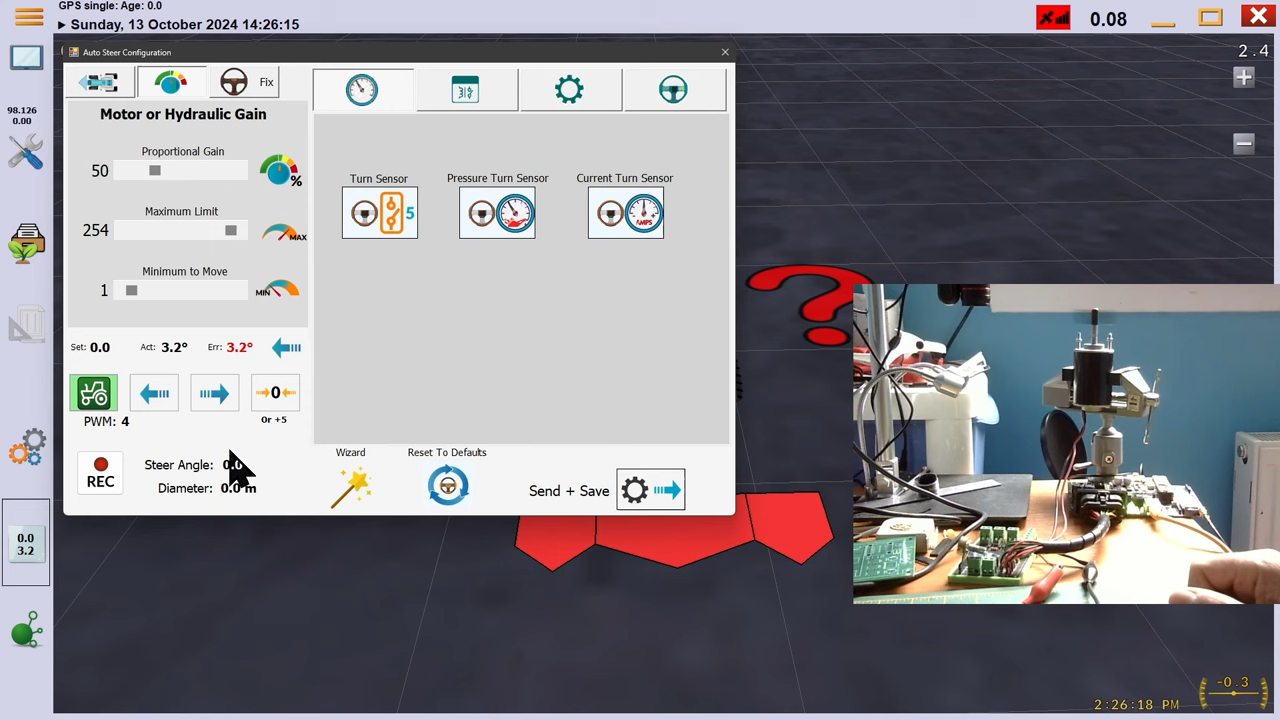 GPS single: Age: 0.0
▸ Sunday, 13 October 2024 14:26:15
0.08
2.4
98.126
0.00
Auto Steer Configuration
Fix
Motor or Hydraulic Gain
Proportional Gain
50
%
Maximum Limit
254
MAX
Minimum to Move
1
MIN
Set: 0.0 Act: 3.2° Err: 3.2°
0
Or +5
PWM: 4
REC
Steer Angle: 0.0
Diameter: 0.0 m
Turn Sensor
5
Pressure Turn Sensor
Current Turn Sensor
AMPS
Wizard
Reset To Defaults
Send + Save
0.0
3.2
?
-0.3
2:26:18 PM